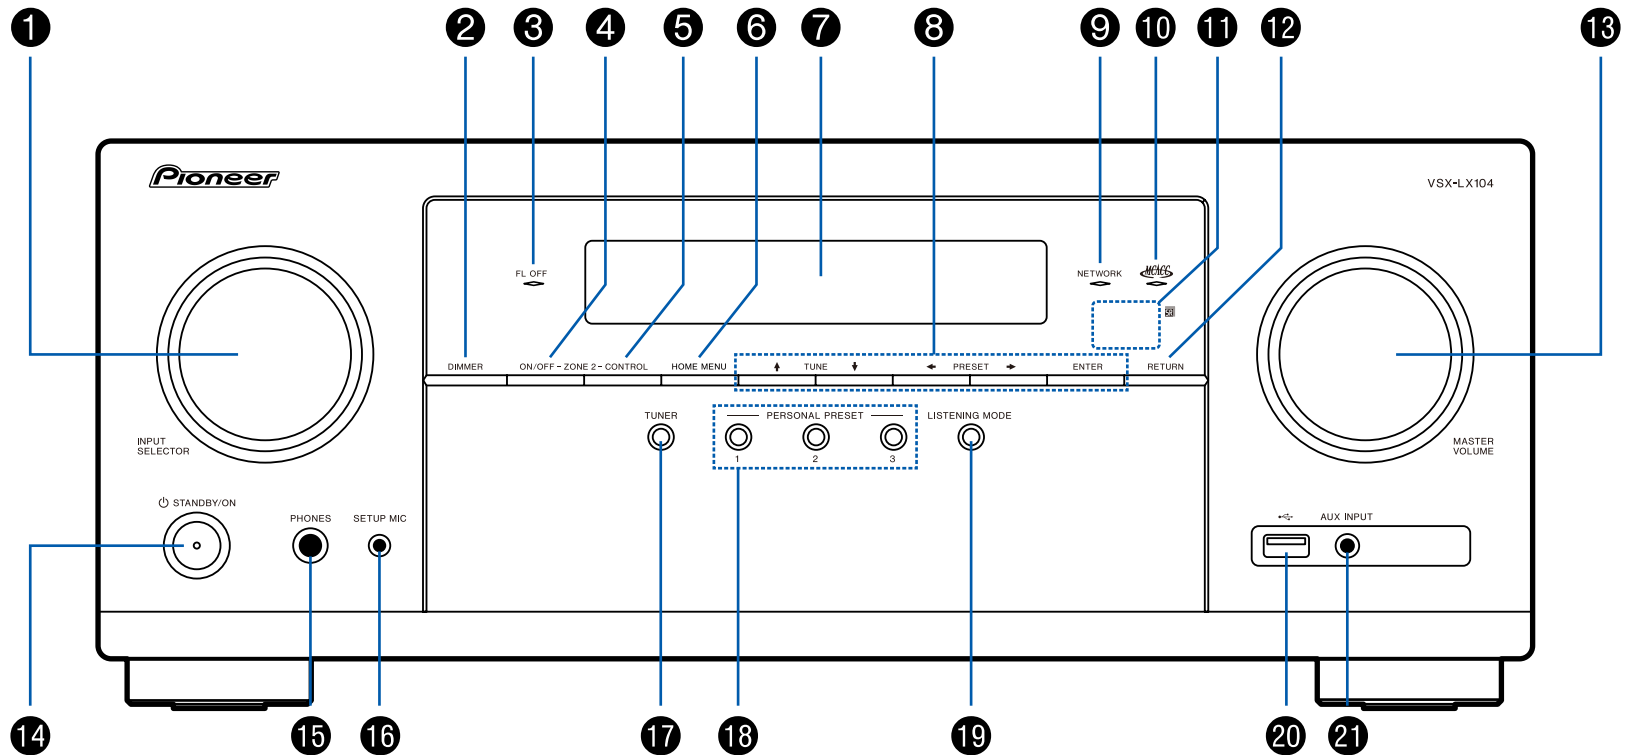 1 2 3 4 5 6 7 8 9 10 11 12 13
Pioneer
VSX-LX104
FL OFF
NETWORK
MCACC
DIMMER
ON/OFF – ZONE 2 – CONTROL
HOME MENU
TUNE
PRESET
ENTER
RETURN
TUNER
PERSONAL PRESET
LISTENING MODE
1 2 3
INPUT
SELECTOR
MASTER
VOLUME
STANDBY/ON
PHONES
SETUP MIC
AUX INPUT
14 15 16 17 18 19 20 21